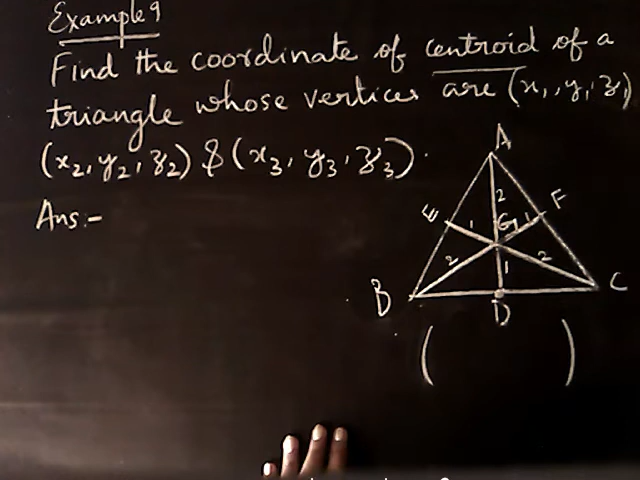 Example 9
Find the coordinate of centroid of a
triangle whose vertices are (x₁, y₁, z₁)
(x₂, y₂, z₂) & (x₃, y₃, z₃).
Ans:-
A
E
F
2
1
G
1
2
2
1
B
C
D
( )